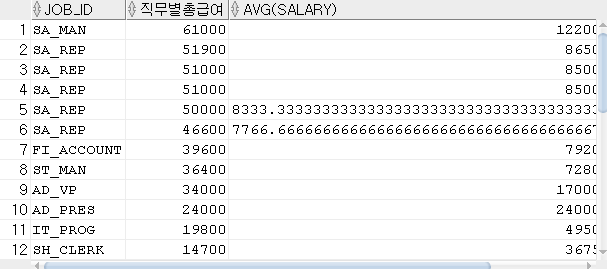 JOB_ID 직무별총급여 AVG(SALARY)
1 SA_MAN 61000 12200
2 SA_REP 51900 8650
3 SA_REP 51000 8500
4 SA_REP 51000 8500
5 SA_REP 50000 8333.33333333333333333333333333333333333
6 SA_REP 46600 7766.66666666666666666666666666666666667
7 FI_ACCOUNT 39600 7920
8 ST_MAN 36400 7280
9 AD_VP 34000 17000
10 AD_PRES 24000 24000
11 IT_PROG 19800 4950
12 SH_CLERK 14700 3675